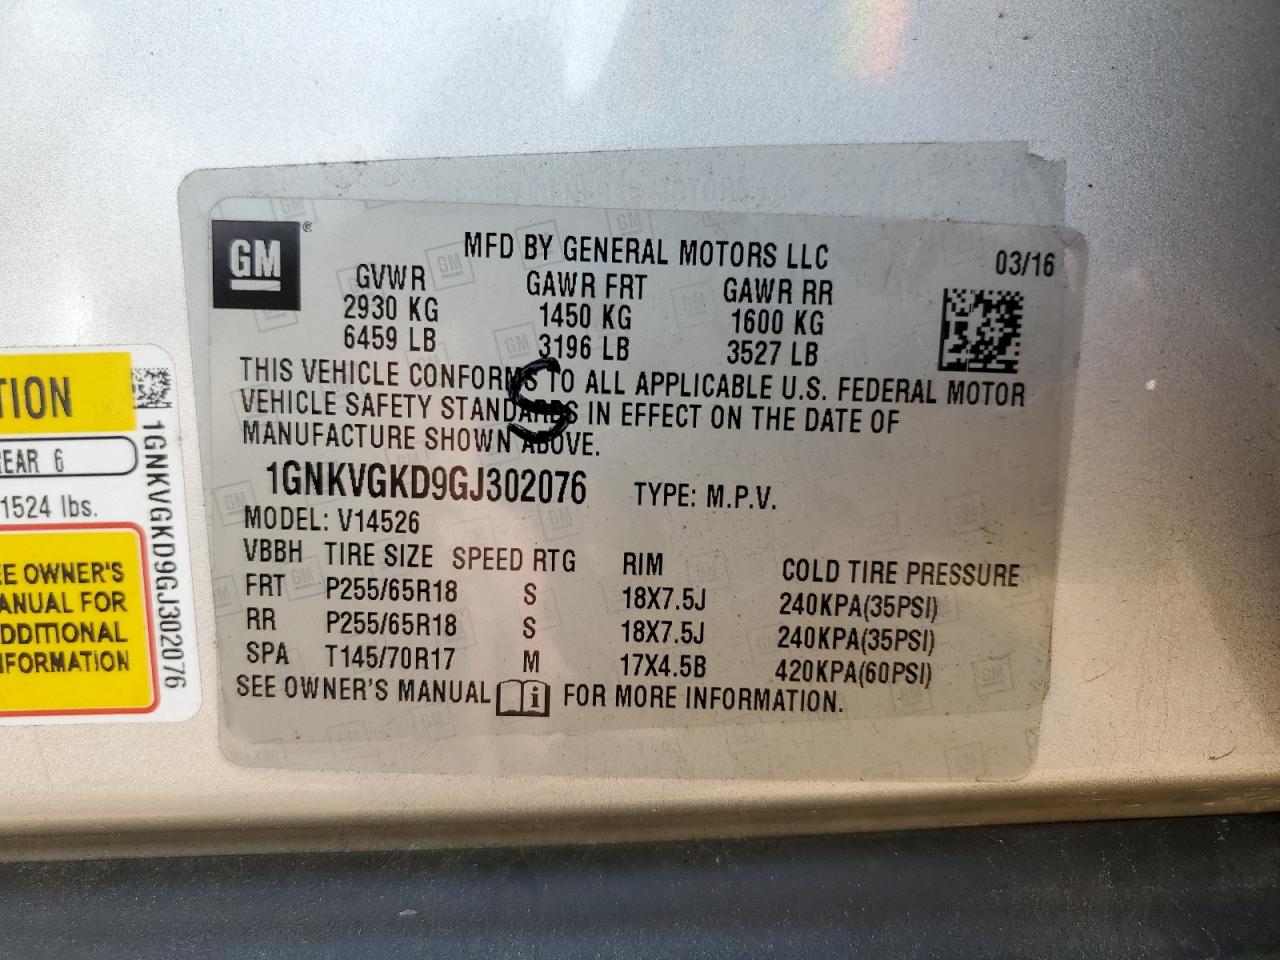 GM ®
MFD BY GENERAL MOTORS LLC 03/16
GVWR GAWR FRT GAWR RR
2930 KG 1450 KG 1600 KG
6459 LB 3196 LB 3527 LB
THIS VEHICLE CONFORMS TO ALL APPLICABLE U.S. FEDERAL MOTOR
VEHICLE SAFETY STANDARDS IN EFFECT ON THE DATE OF
MANUFACTURE SHOWN ABOVE.
S
1GNKVGKD9GJ302076 TYPE: M.P.V.
MODEL: V14526
VBBH TIRE SIZE SPEED RTG RIM COLD TIRE PRESSURE
FRT P255/65R18 S 18X7.5J 240KPA(35PSI)
RR P255/65R18 S 18X7.5J 240KPA(35PSI)
SPA T145/70R17 M 17X4.5B 420KPA(60PSI)
SEE OWNER'S MANUAL i FOR MORE INFORMATION.
TION
REAR 6
1524 lbs.
EE OWNER'S
ANUAL FOR
DDITIONAL
NFORMATION
1GNKVGKD9GJ302076